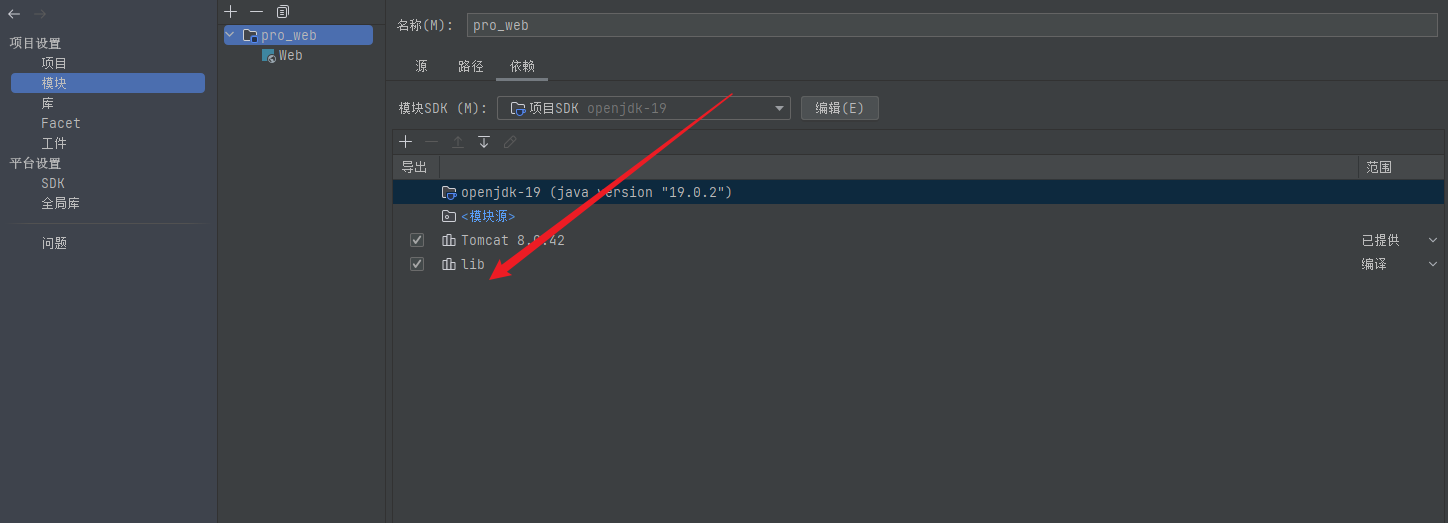 项目设置
项目
模块
库
Facet
工件
平台设置
SDK
全局库
问题
pro_web
Web
名称(M): pro_web
源 路径 依赖
模块SDK (M): 项目SDK openjdk-19 编辑(E)
导出 范围
openjdk-19 (java version "19.0.2")
<模块源>
Tomcat 8.0.42 已提供
lib 编译